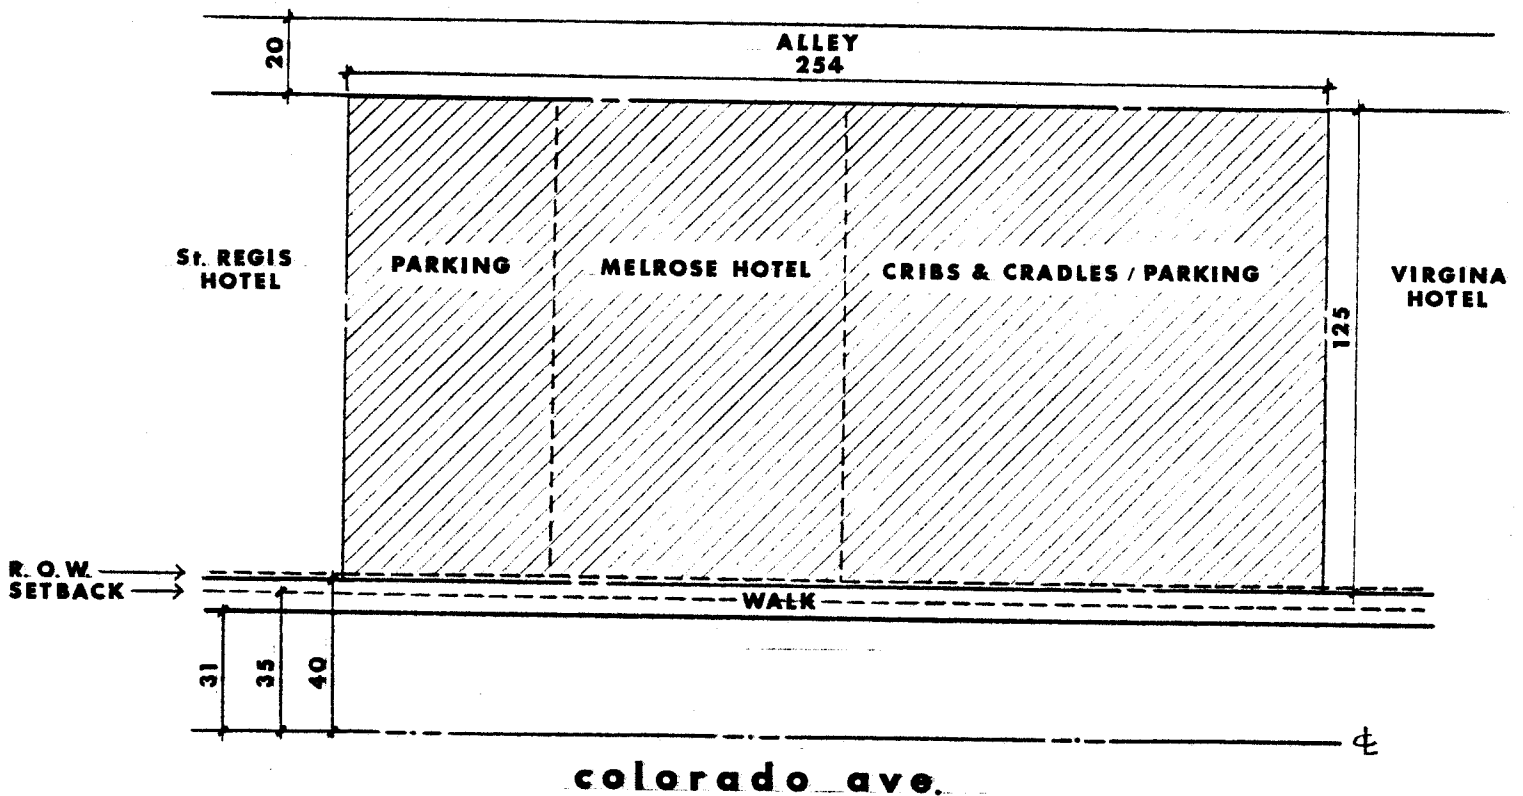 20
ALLEY
254
St. REGIS
HOTEL
PARKING
MELROSE HOTEL
CRIBS & CRADLES / PARKING
VIRGINA
HOTEL
125
R.O.W.
SETBACK
WALK
31
35
40
℄
colorado ave.